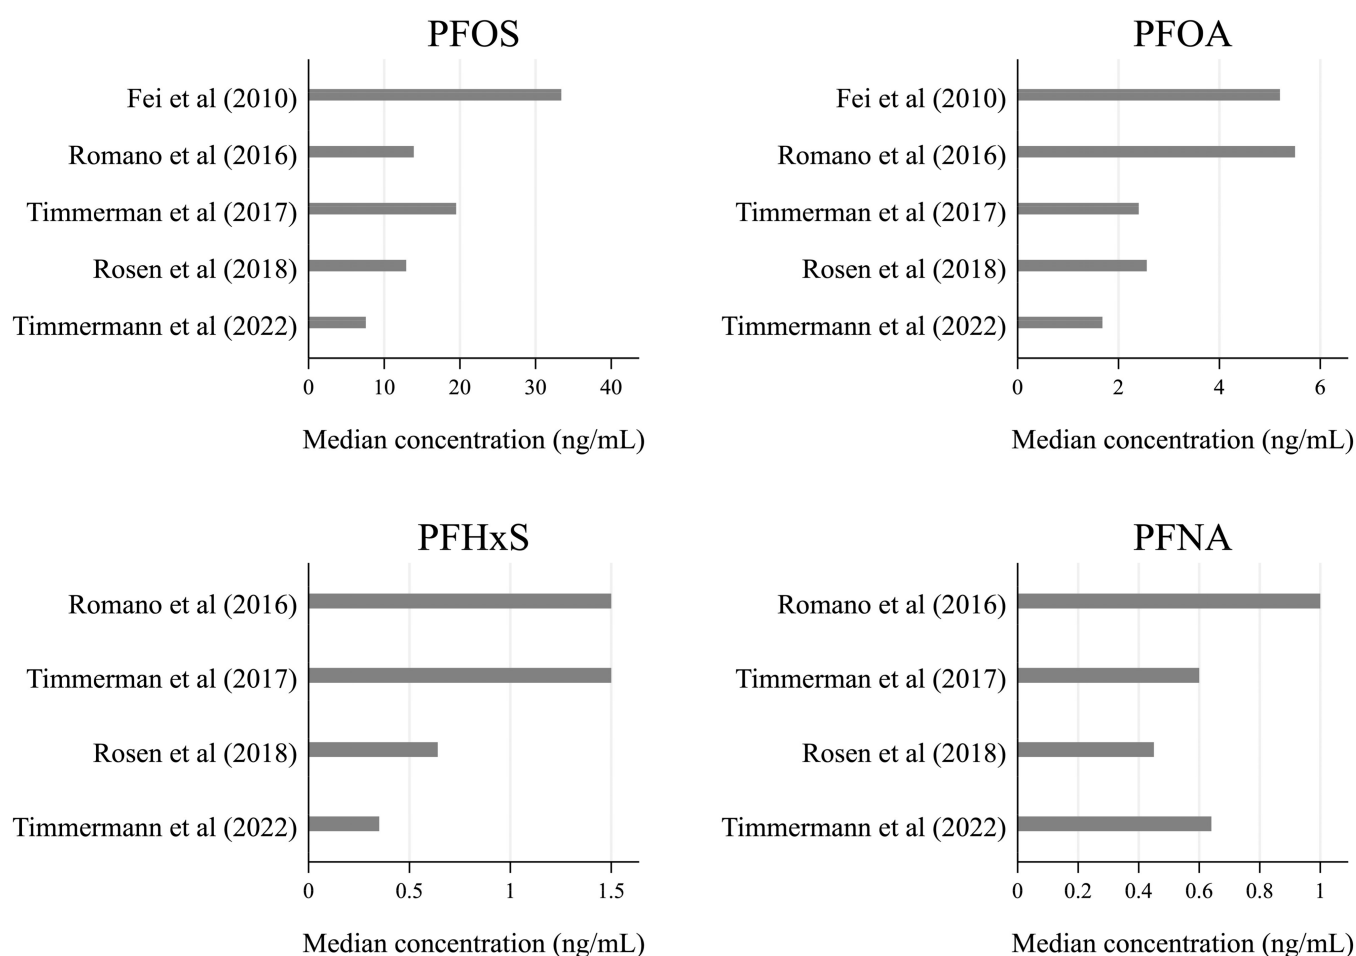 PFOS
Fei et al (2010)
Romano et al (2016)
Timmerman et al (2017)
Rosen et al (2018)
Timmermann et al (2022)
0 10 20 30 40
Median concentration (ng/mL)
PFOA
Fei et al (2010)
Romano et al (2016)
Timmerman et al (2017)
Rosen et al (2018)
Timmermann et al (2022)
0 2 4 6
Median concentration (ng/mL)
PFHxS
Romano et al (2016)
Timmerman et al (2017)
Rosen et al (2018)
Timmermann et al (2022)
0 0.5 1 1.5
Median concentration (ng/mL)
PFNA
Romano et al (2016)
Timmerman et al (2017)
Rosen et al (2018)
Timmermann et al (2022)
0 0.2 0.4 0.6 0.8 1
Median concentration (ng/mL)